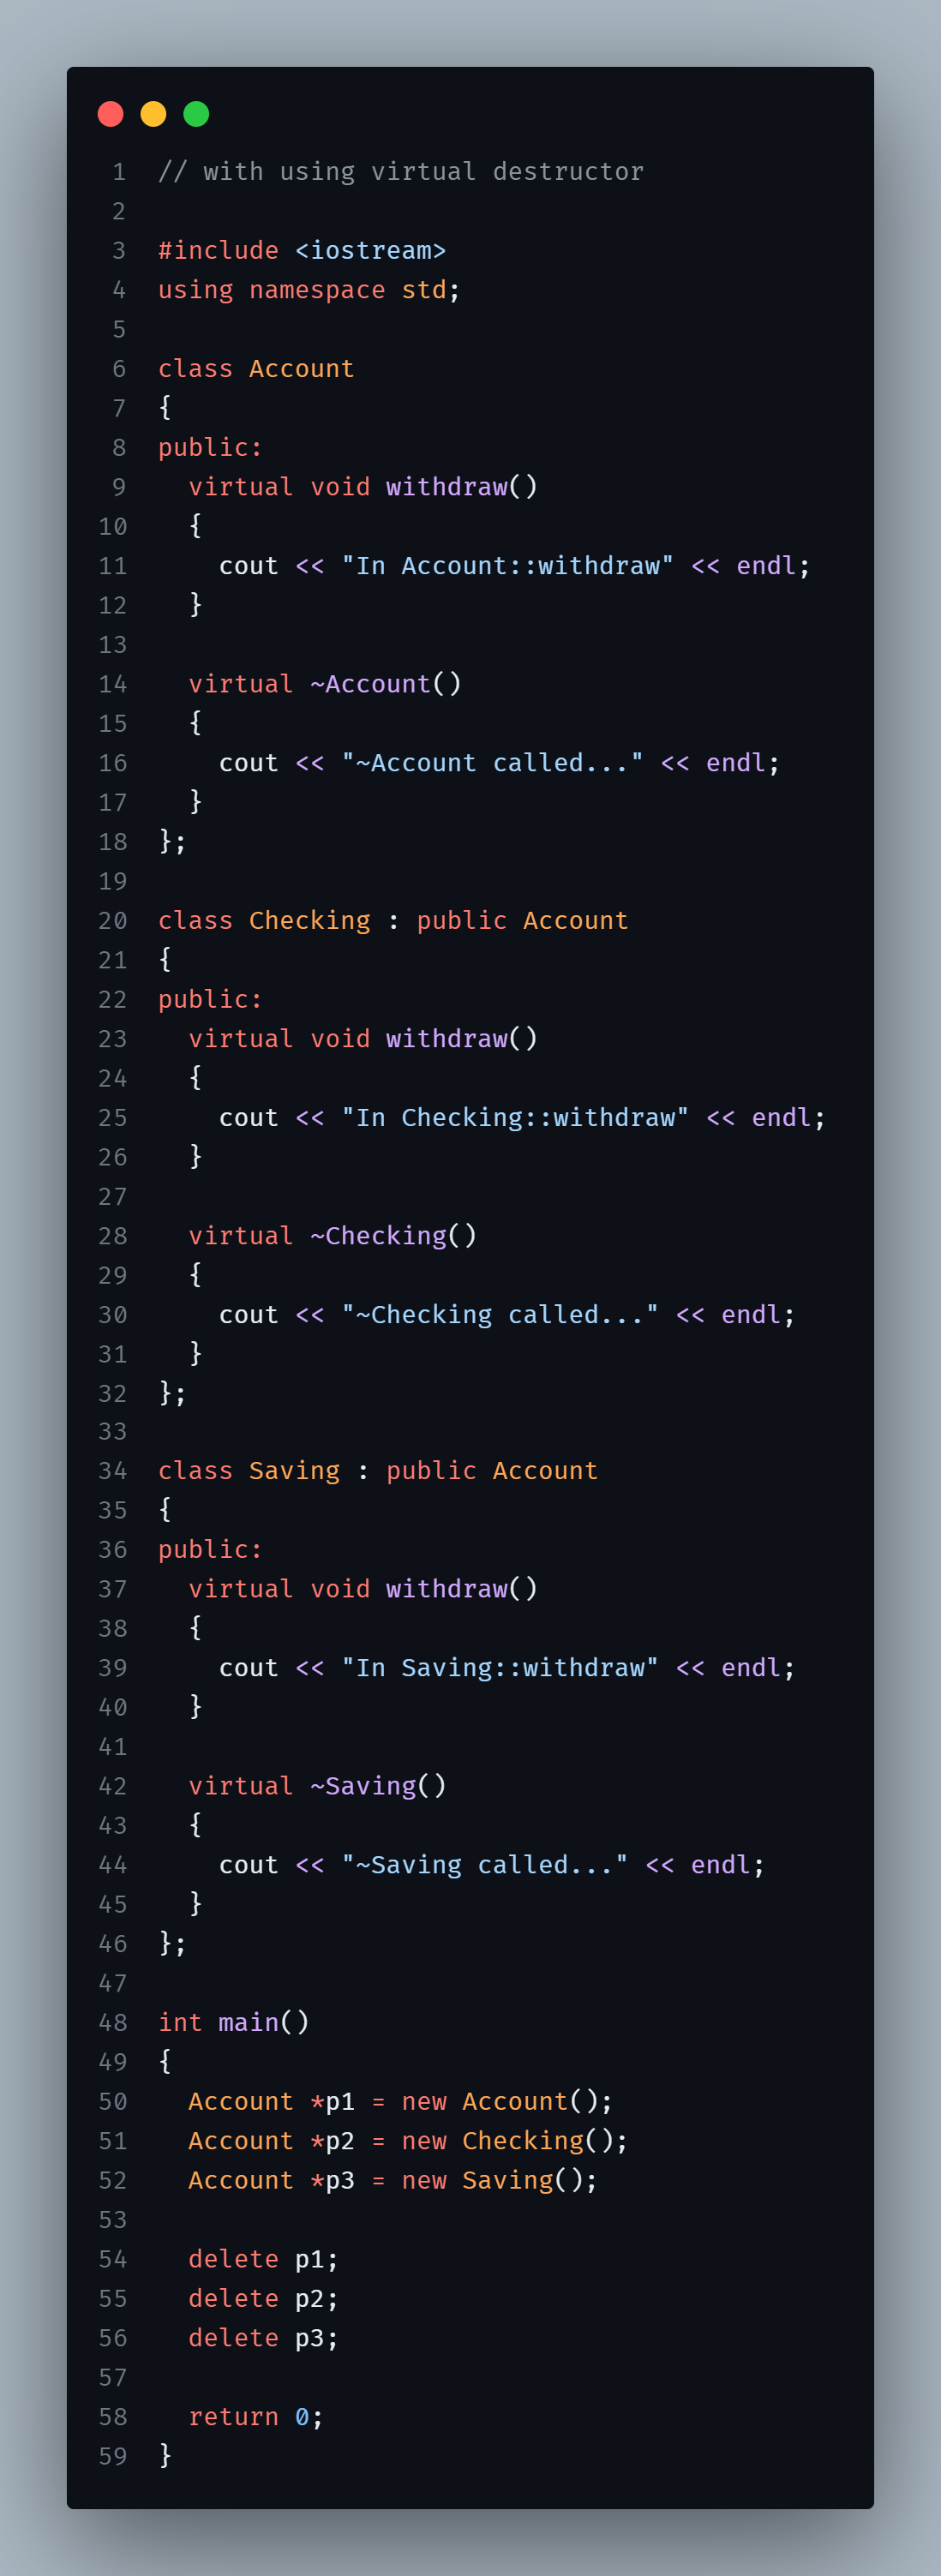 1 // with using virtual destructor
2
3 #include <iostream>
4 using namespace std;
5
6 class Account
7 {
8 public:
9   virtual void withdraw()
10   {
11     cout << "In Account::withdraw" << endl;
12   }
13
14   virtual ~Account()
15   {
16     cout << "~Account called..." << endl;
17   }
18 };
19
20 class Checking : public Account
21 {
22 public:
23   virtual void withdraw()
24   {
25     cout << "In Checking::withdraw" << endl;
26   }
27
28   virtual ~Checking()
29   {
30     cout << "~Checking called..." << endl;
31   }
32 };
33
34 class Saving : public Account
35 {
36 public:
37   virtual void withdraw()
38   {
39     cout << "In Saving::withdraw" << endl;
40   }
41
42   virtual ~Saving()
43   {
44     cout << "~Saving called..." << endl;
45   }
46 };
47
48 int main()
49 {
50   Account *p1 = new Account();
51   Account *p2 = new Checking();
52   Account *p3 = new Saving();
53
54   delete p1;
55   delete p2;
56   delete p3;
57
58   return 0;
59 }